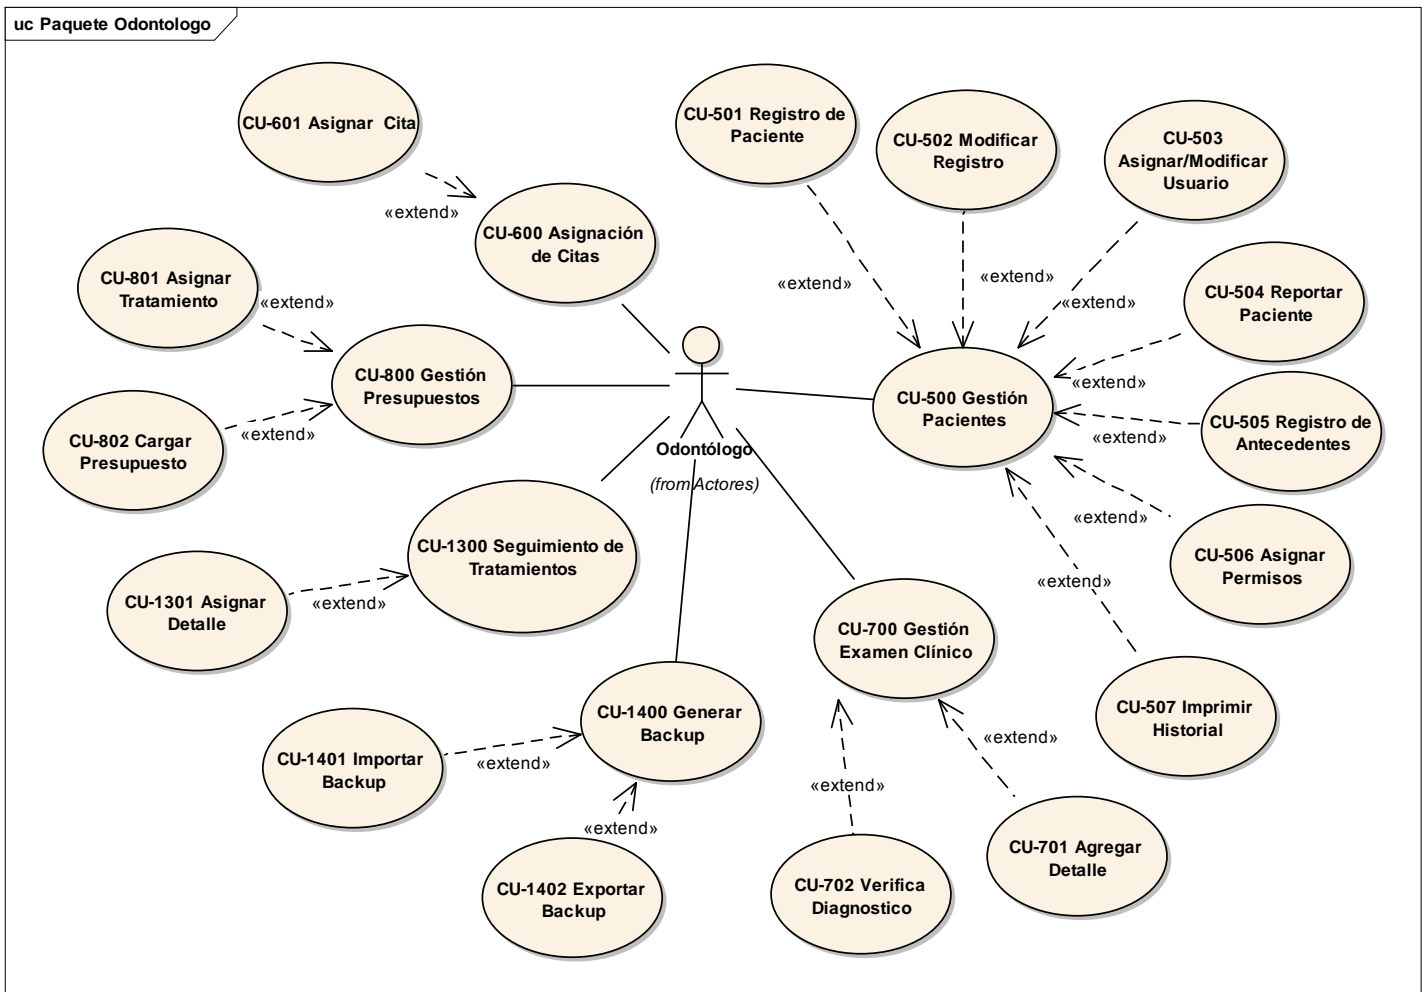 uc Paquete Odontologo
CU-601 Asignar Cita
«extend»
CU-600 Asignación
de Citas
CU-501 Registro de
Paciente
«extend»
CU-502 Modificar
Registro
«extend»
CU-503
Asignar/Modificar
Usuario
«extend»
CU-801 Asignar
Tratamiento
«extend»
CU-504 Reportar
Paciente
«extend»
CU-800 Gestión
Presupuestos
CU-500 Gestión
Pacientes
CU-802 Cargar
Presupuesto
«extend»
Odontólogo
(from Actores)
CU-505 Registro de
Antecedentes
«extend»
CU-506 Asignar
Permisos
«extend»
CU-1300 Seguimiento de
Tratamientos
CU-1301 Asignar
Detalle
«extend»
«extend»
CU-507 Imprimir
Historial
CU-700 Gestión
Examen Clínico
CU-1400 Generar
Backup
CU-1401 Importar
Backup
«extend»
«extend»
CU-1402 Exportar
Backup
«extend»
CU-702 Verifica
Diagnostico
«extend»
CU-701 Agregar
Detalle